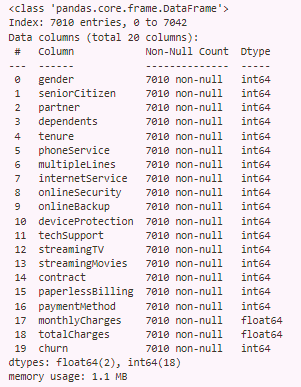 <class 'pandas.core.frame.DataFrame'>
Index: 7010 entries, 0 to 7042
Data columns (total 20 columns):
 #   Column            Non-Null Count  Dtype
---  ------            --------------  -----
 0   gender            7010 non-null   int64
 1   seniorCitizen     7010 non-null   int64
 2   partner           7010 non-null   int64
 3   dependents        7010 non-null   int64
 4   tenure            7010 non-null   int64
 5   phoneService      7010 non-null   int64
 6   multipleLines     7010 non-null   int64
 7   internetService   7010 non-null   int64
 8   onlineSecurity    7010 non-null   int64
 9   onlineBackup      7010 non-null   int64
 10  deviceProtection  7010 non-null   int64
 11  techSupport       7010 non-null   int64
 12  streamingTV       7010 non-null   int64
 13  streamingMovies   7010 non-null   int64
 14  contract          7010 non-null   int64
 15  paperlessBilling  7010 non-null   int64
 16  paymentMethod     7010 non-null   int64
 17  monthlyCharges    7010 non-null   float64
 18  totalCharges      7010 non-null   float64
 19  churn             7010 non-null   int64
dtypes: float64(2), int64(18)
memory usage: 1.1 MB